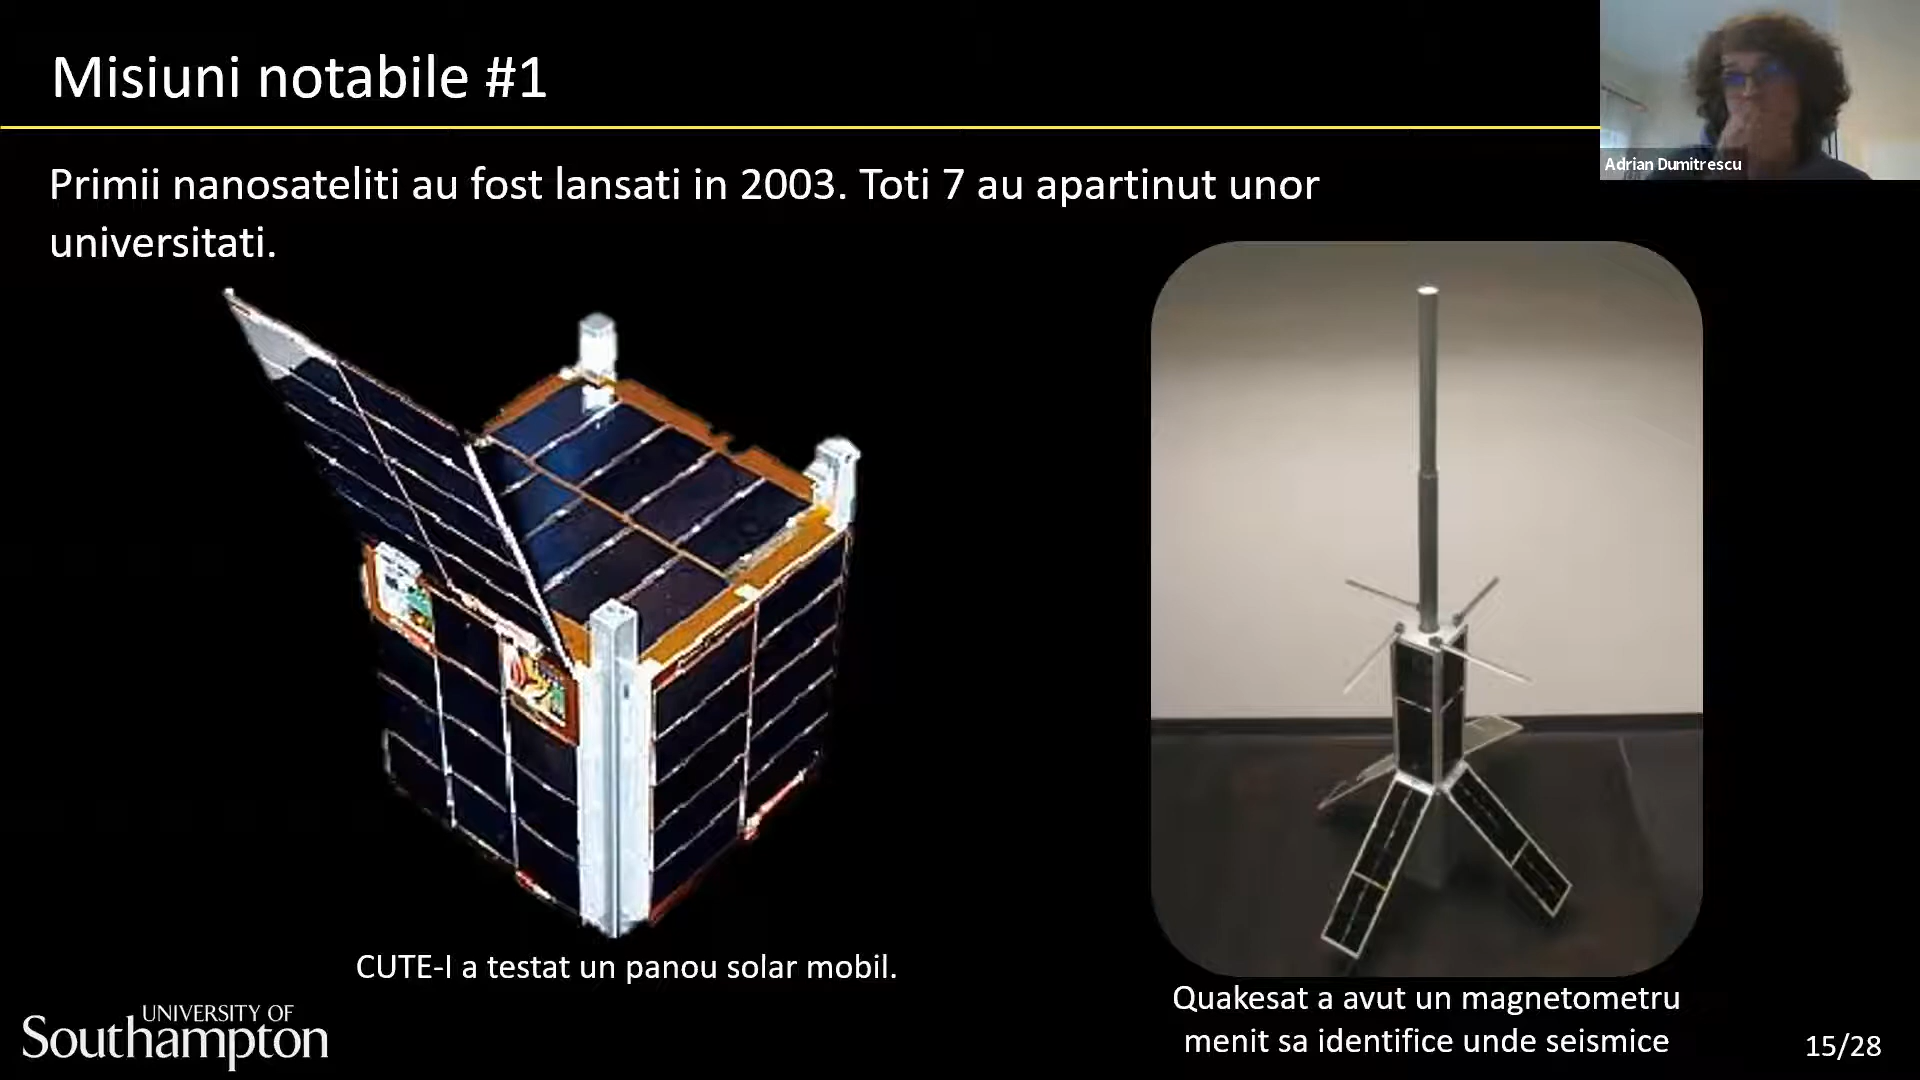 Misiuni notabile #1
Adrian Dumitrescu
Primii nanosateliti au fost lansati in 2003. Toti 7 au apartinut unor
universitati.
CUTE-I a testat un panou solar mobil.
Quakesat a avut un magnetometru
menit sa identifice unde seismice
UNIVERSITY OF
Southampton
15/28